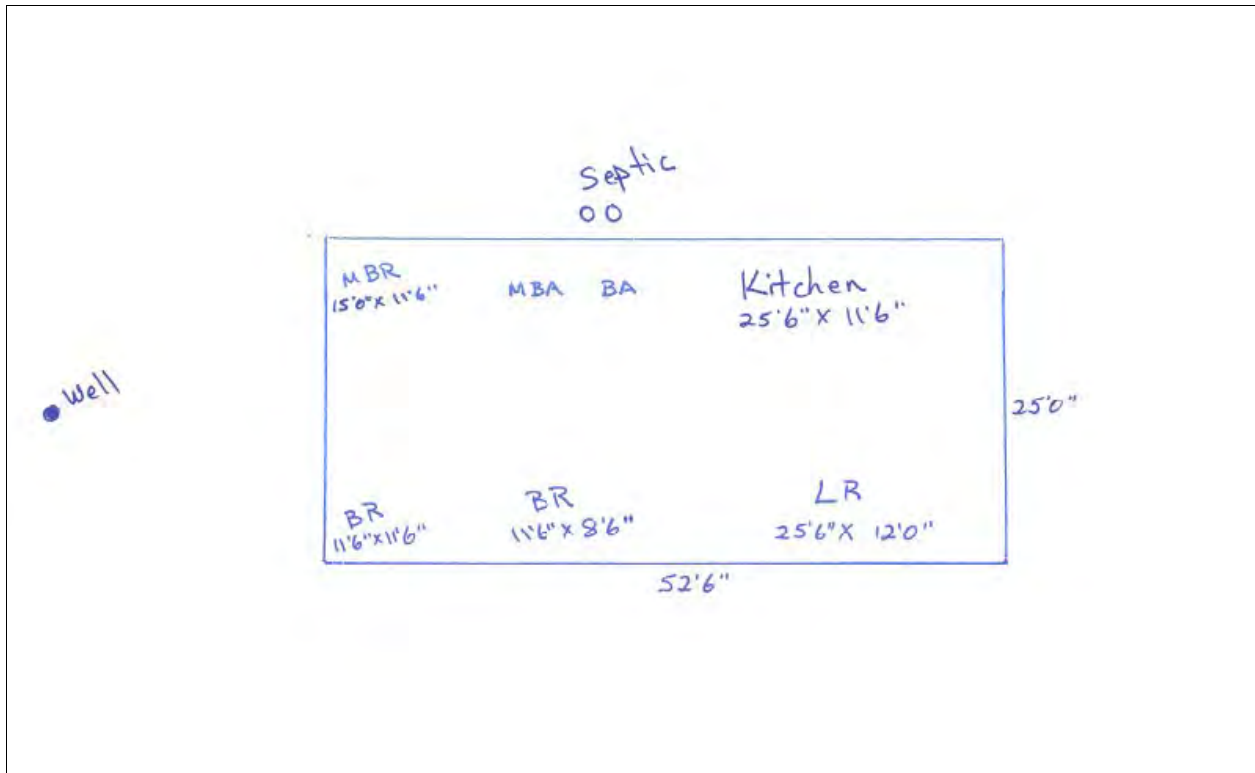 Septic
MBR
15'0" X 11'6"
MBA BA
Kitchen
25'6" X 11'6"
Well
25'0"
BR
11'6" X 11'6"
BR
11'6" X 8'6"
LR
25'6" X 12'0"
52'6"